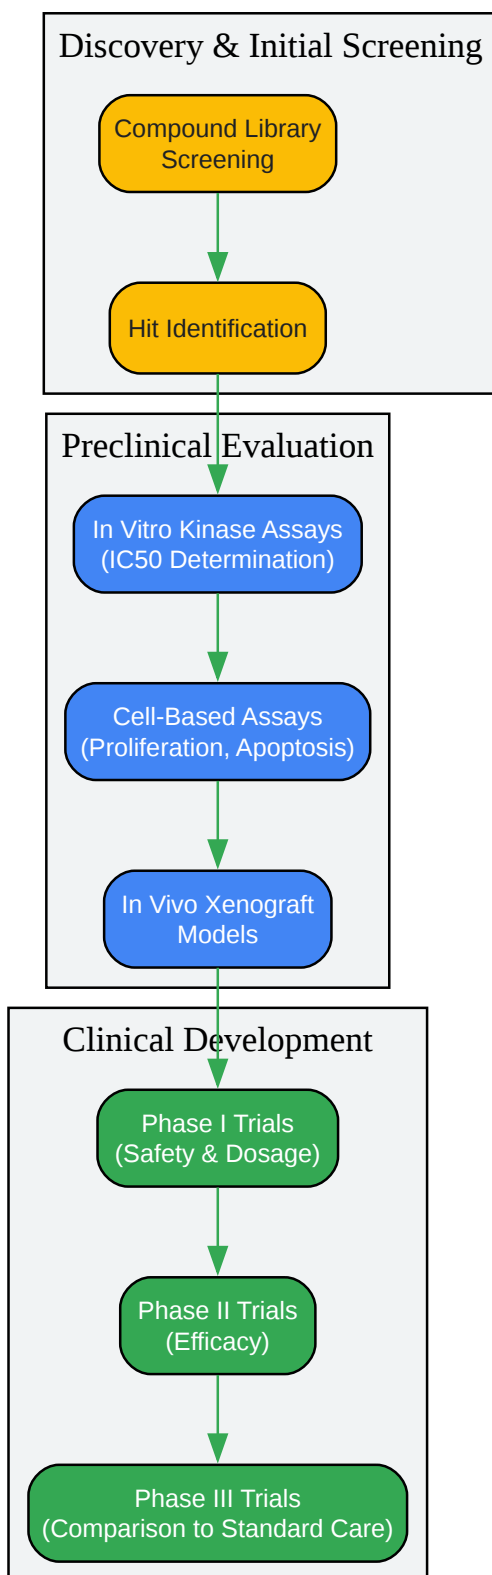 Discovery & Initial Screening
Compound Library
Screening
Hit Identification
Preclinical Evaluation
In Vitro Kinase Assays
(IC50 Determination)
Cell-Based Assays
(Proliferation, Apoptosis)
In Vivo Xenograft
Models
Clinical Development
Phase I Trials
(Safety & Dosage)
Phase II Trials
(Efficacy)
Phase III Trials
(Comparison to Standard Care)